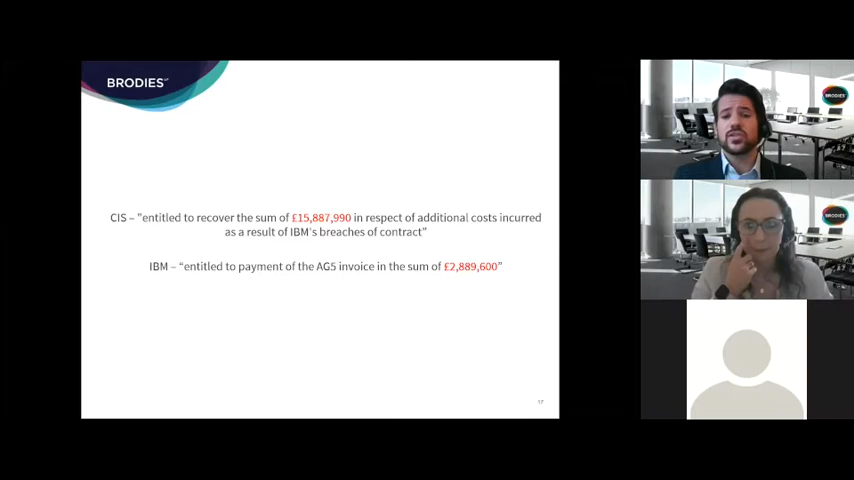 BRODIES LLP
CIS – "entitled to recover the sum of £15,887,990 in respect of additional costs incurred
as a result of IBM's breaches of contract”
IBM – “entitled to payment of the AG5 invoice in the sum of £2,889,600”
17
BRODIES
BRODIES